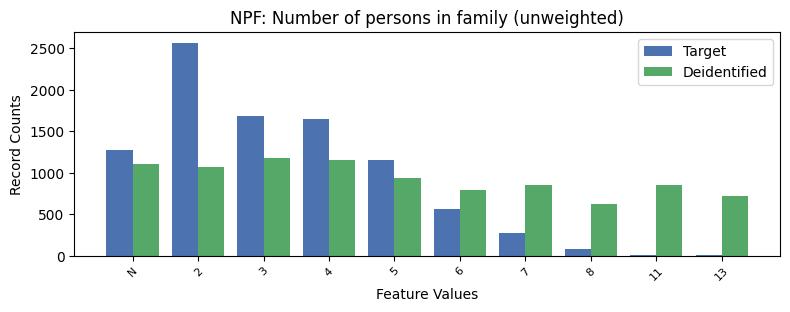 NPF: Number of persons in family (unweighted)
Target
Deidentified
Record Counts
2500
2000
1500
1000
500
0
N 2 3 4 5 6 7 8 11 13
Feature Values